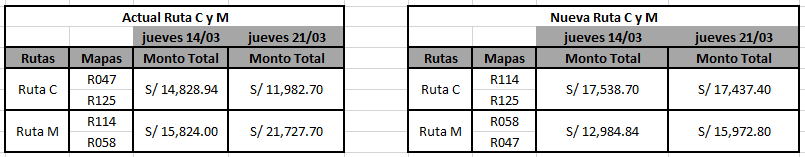 Actual Ruta C y M
jueves 14/03 jueves 21/03
Rutas Mapas Monto Total Monto Total
Ruta C R047 S/ 14,828.94 S/ 11,982.70
R125
Ruta M R114 S/ 15,824.00 S/ 21,727.70
R058
Nueva Ruta C y M
jueves 14/03 jueves 21/03
Rutas Mapas Monto Total Monto Total
Ruta C R114 S/ 17,538.70 S/ 17,437.40
R125
Ruta M R058 S/ 12,984.84 S/ 15,972.80
R047